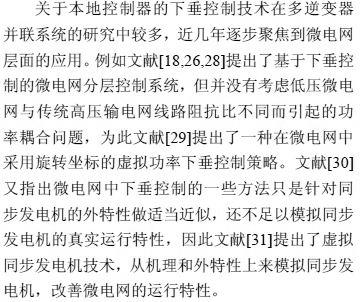 关于本地控制器的下垂控制技术在多逆变器
并联系统的研究中较多，近几年逐步聚焦到微电网
层面的应用。例如文献[18,26,28]提出了基于下垂控
制的微电网分层控制系统，但并没有考虑低压微电
网与传统高压输电网线路阻抗比不同而引起的功
率耦合问题，为此文献[29]提出了一种在微电网中
采用旋转坐标的虚拟功率下垂控制策略。文献[30]
又指出微电网中下垂控制的一些方法只是针对同
步发电机的外特性做适当近似，还不足以模拟同步
发电机的真实运行特性，因此文献[31]提出了虚拟
同步发电机技术，从机理和外特性上来模拟同步发
电机，改善微电网的运行特性。